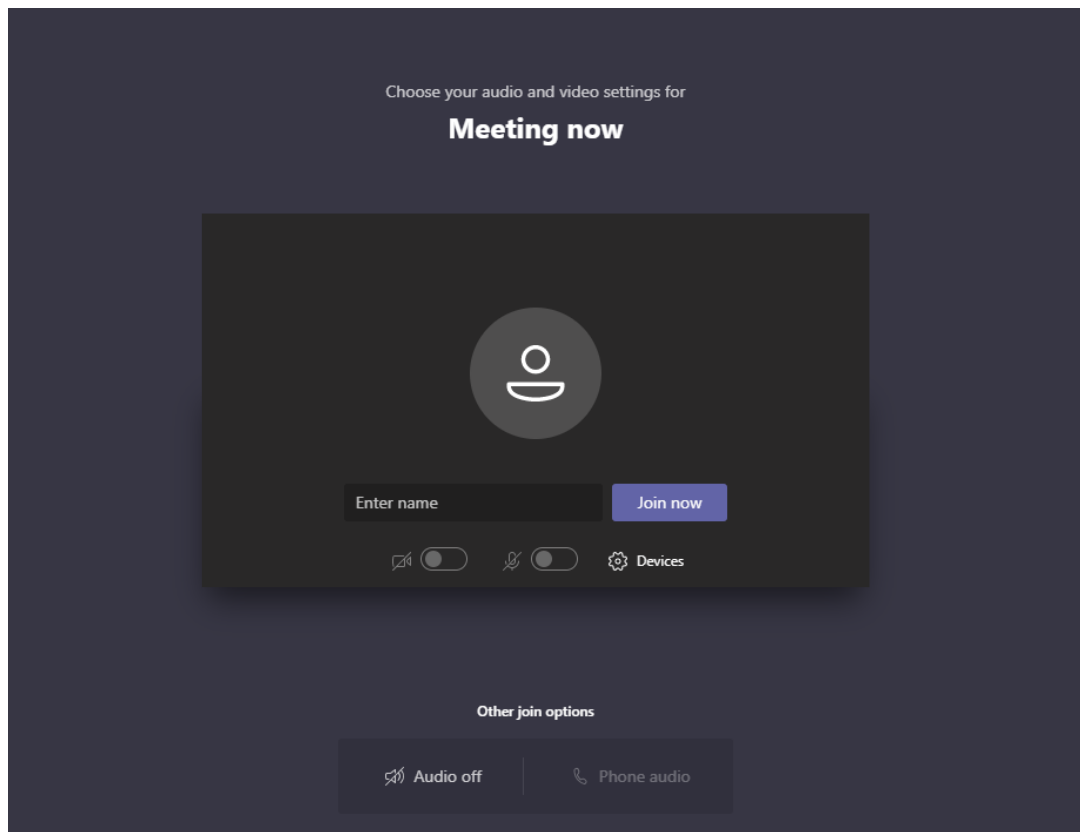 Choose your audio and video settings for
Meeting now
Enter name
Join now
Devices
Other join options
Audio off
Phone audio